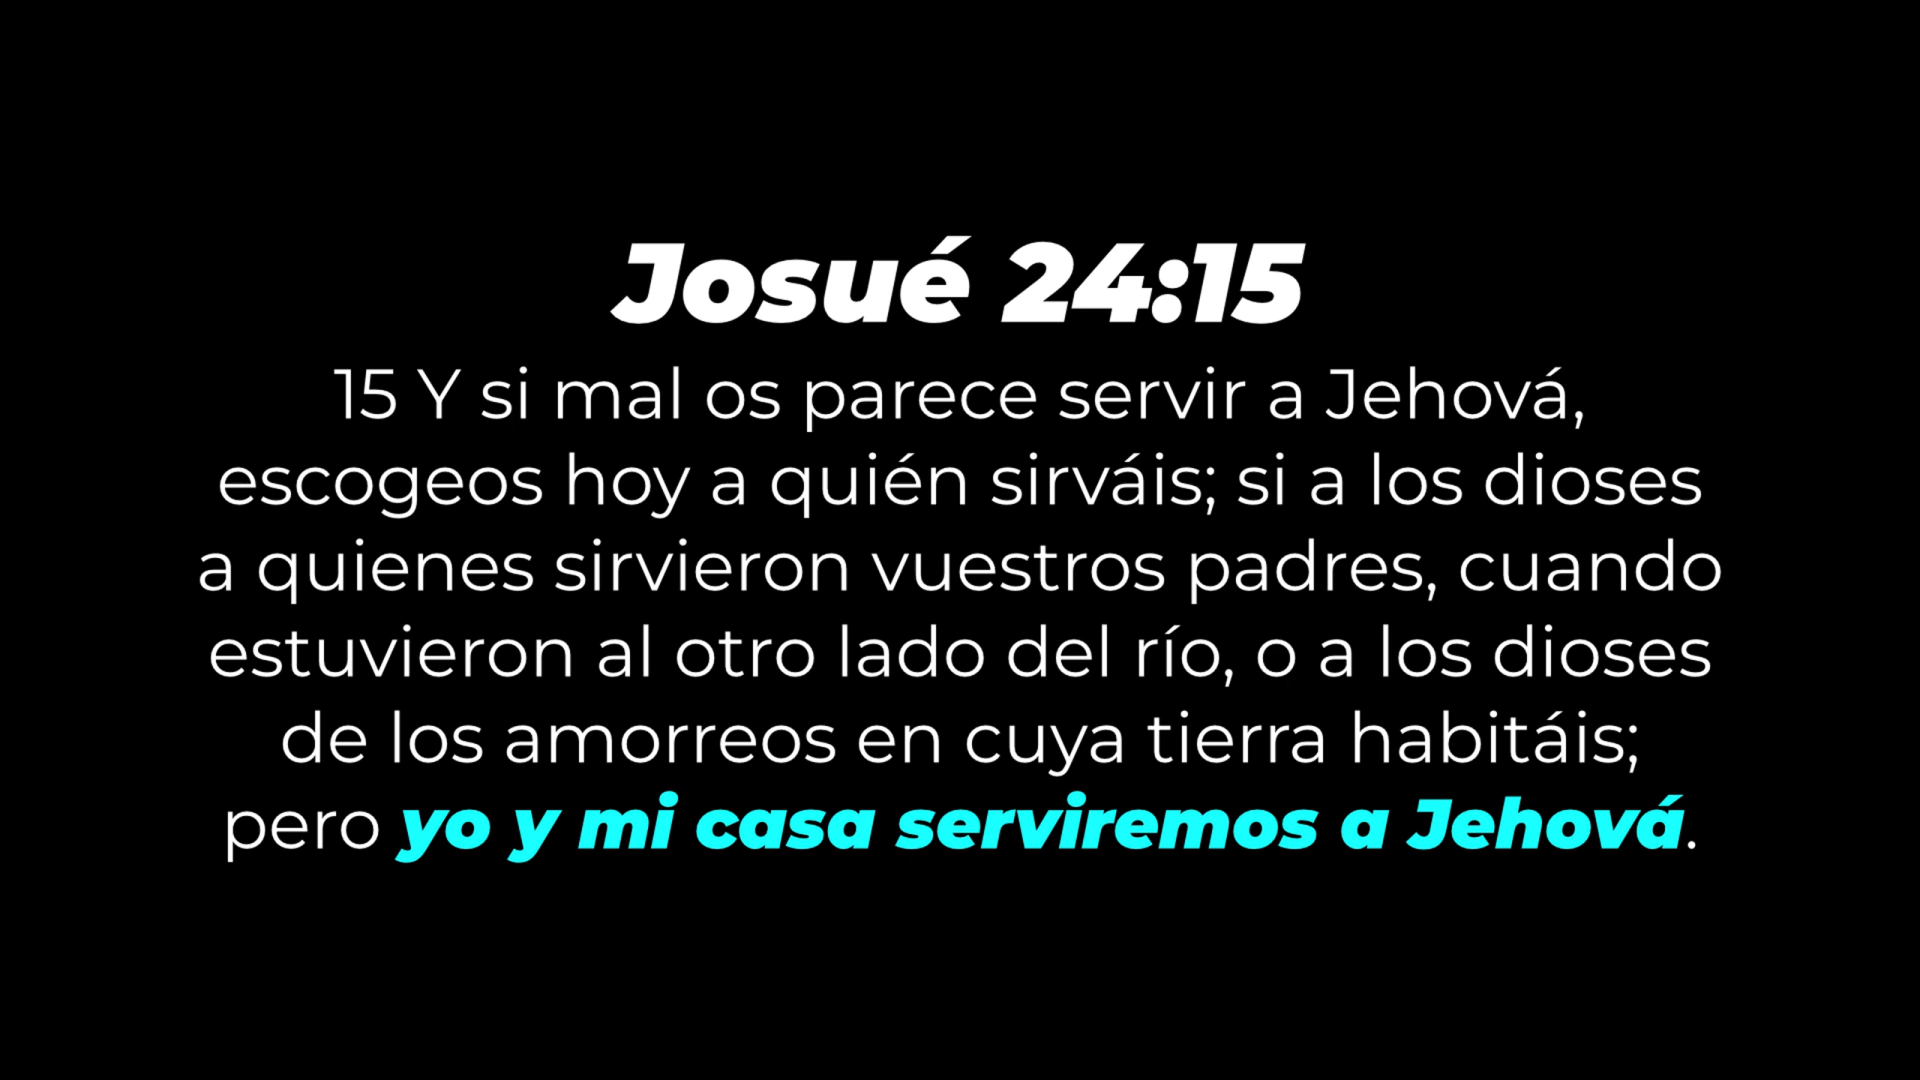 Josué 24:15
15 Y si mal os parece servir a Jehová,
escogeos hoy a quién sirváis; si a los dioses
a quienes sirvieron vuestros padres, cuando
estuvieron al otro lado del río, o a los dioses
de los amorreos en cuya tierra habitáis;
pero yo y mi casa serviremos a Jehová.